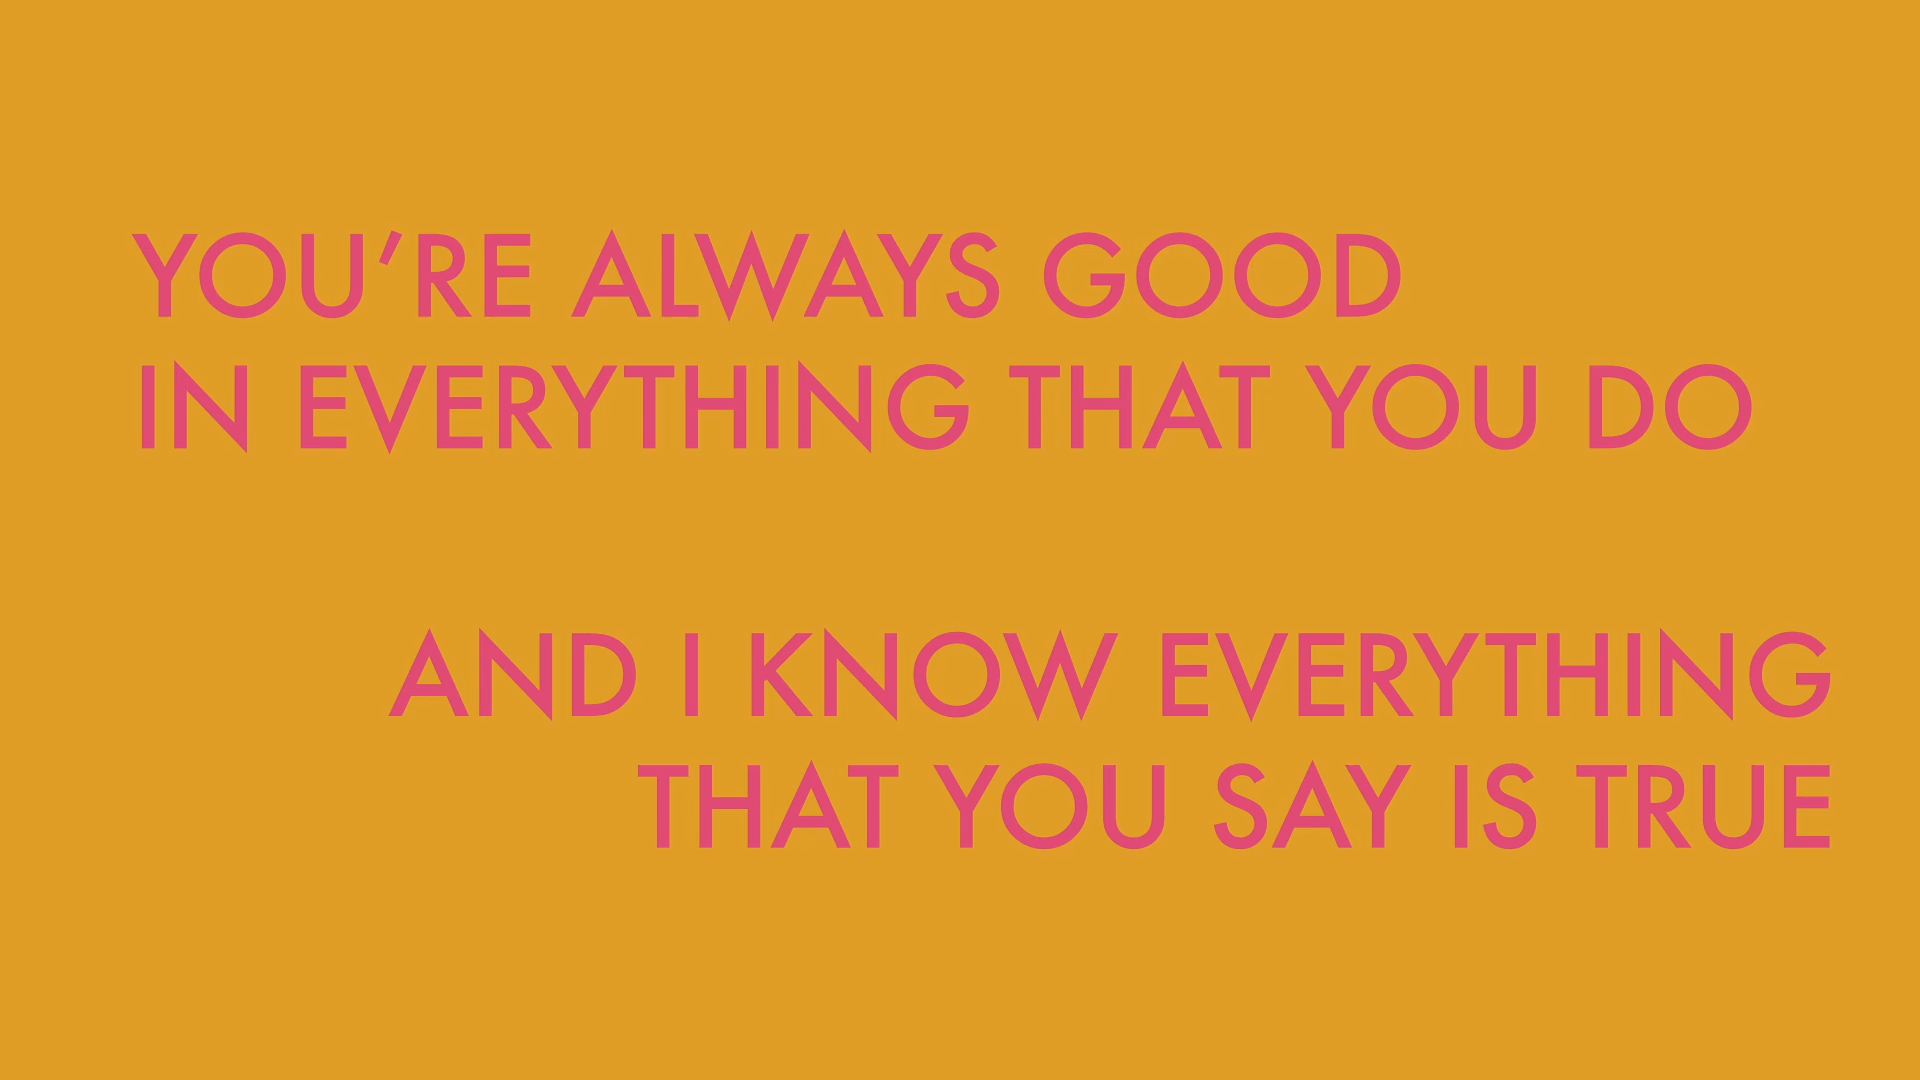 YOU’RE ALWAYS GOOD
IN EVERYTHING THAT YOU DO
AND I KNOW EVERYTHING
THAT YOU SAY IS TRUE